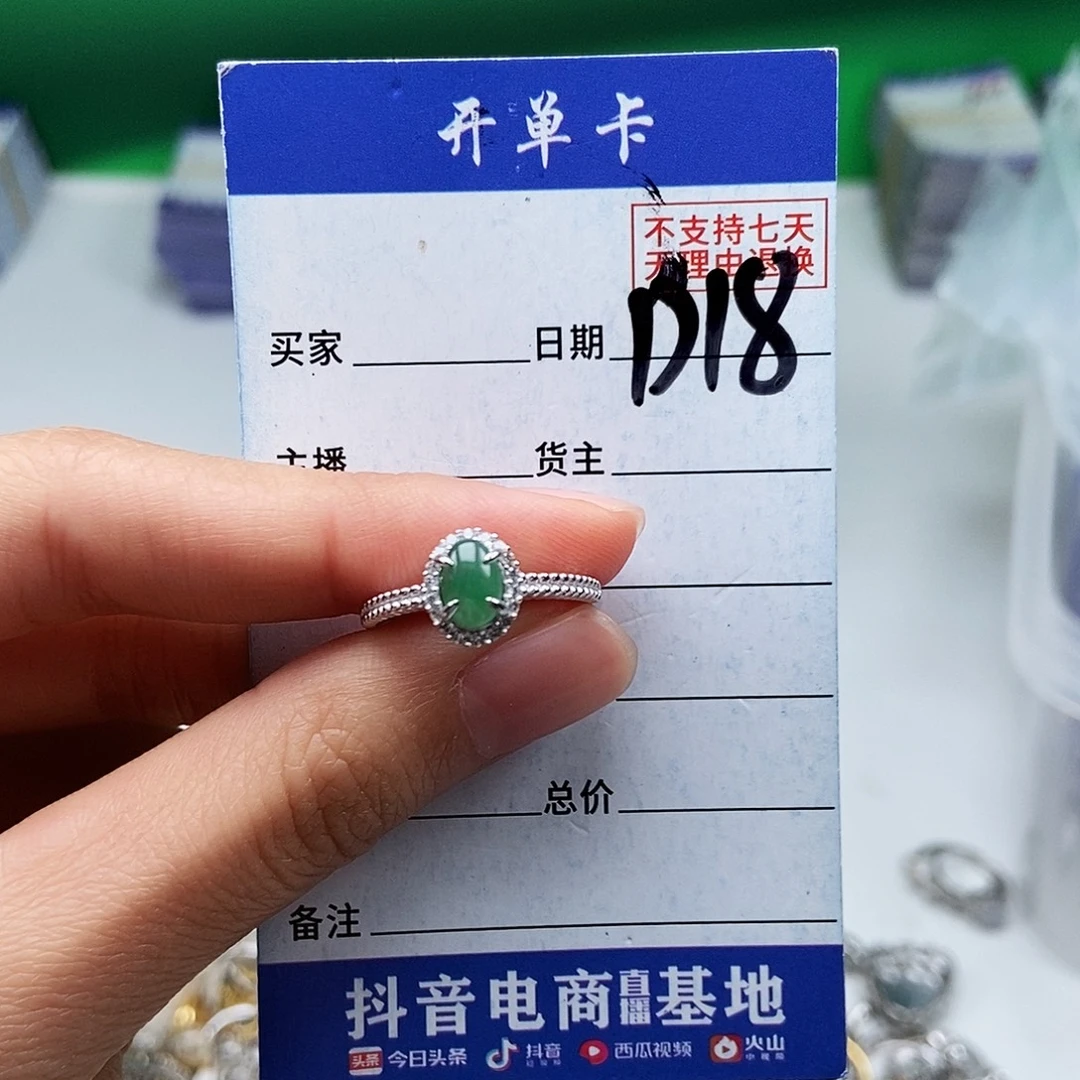 开单卡
不支持七天
无理由退换
D18
买家 日期
主播 货主
总价
备注
抖音电商直播基地
头条 今日头条 抖音 西瓜视频 火山